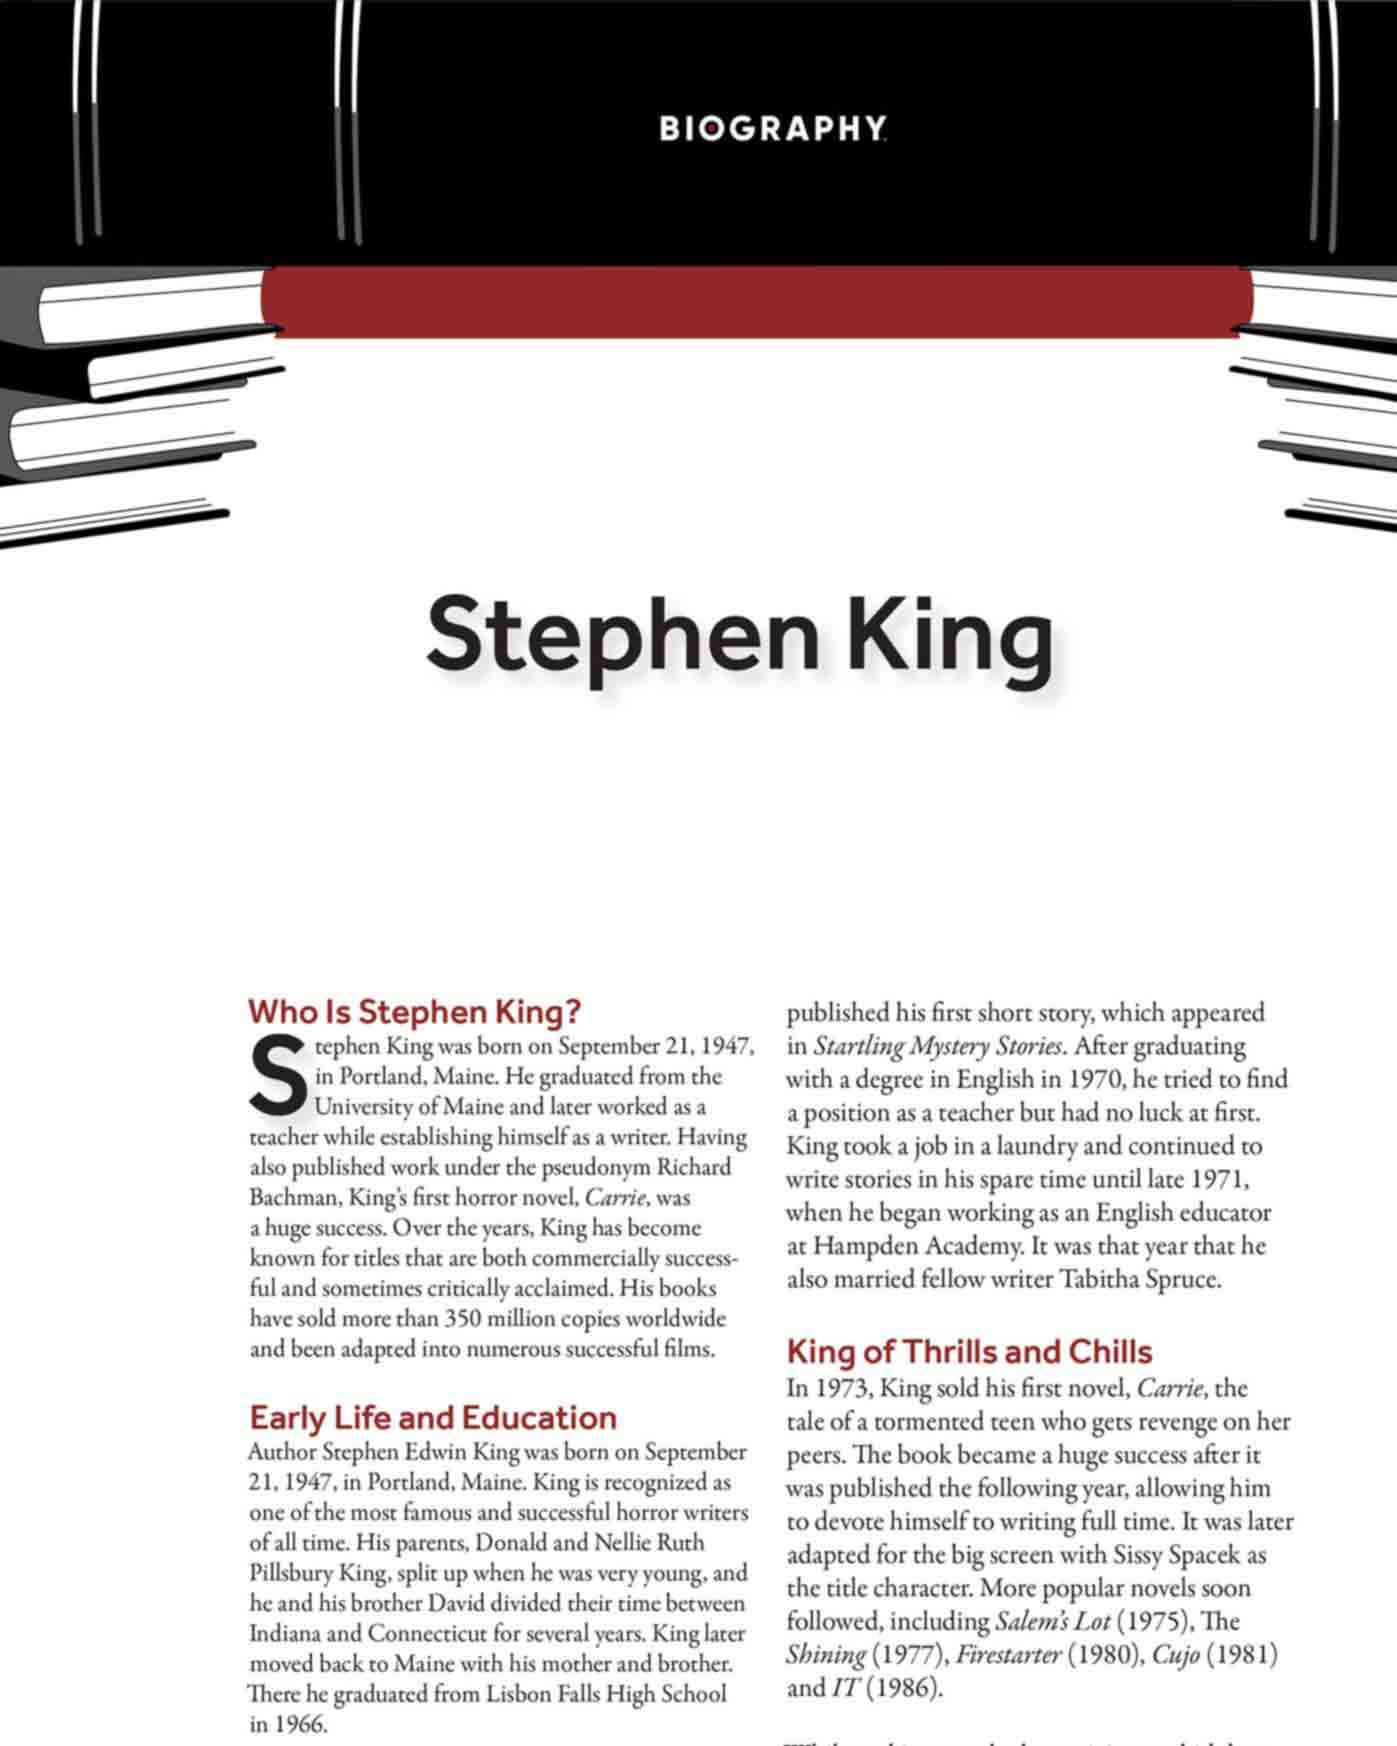 BIOGRAPHY
Stephen King
Who Is Stephen King?
Stephen King was born on September 21, 1947,
in Portland, Maine. He graduated from the
University of Maine and later worked as a
teacher while establishing himself as a writer. Having
also published work under the pseudonym Richard
Bachman, King’s first horror novel, Carrie, was
a huge success. Over the years, King has become
known for titles that are both commercially success-
ful and sometimes critically acclaimed. His books
have sold more than 350 million copies worldwide
and been adapted into numerous successful films.
Early Life and Education
Author Stephen Edwin King was born on September
21, 1947, in Portland, Maine. King is recognized as
one of the most famous and successful horror writers
of all time. His parents, Donald and Nellie Ruth
Pillsbury King, split up when he was very young, and
he and his brother David divided their time between
Indiana and Connecticut for several years. King later
moved back to Maine with his mother and brother.
There he graduated from Lisbon Falls High School
in 1966.
published his first short story, which appeared
in Startling Mystery Stories. After graduating
with a degree in English in 1970, he tried to find
a position as a teacher but had no luck at first.
King took a job in a laundry and continued to
write stories in his spare time until late 1971,
when he began working as an English educator
at Hampden Academy. It was that year that he
also married fellow writer Tabitha Spruce.
King of Thrills and Chills
In 1973, King sold his first novel, Carrie, the
tale of a tormented teen who gets revenge on her
peers. The book became a huge success after it
was published the following year, allowing him
to devote himself to writing full time. It was later
adapted for the big screen with Sissy Spacek as
the title character. More popular novels soon
followed, including Salem’s Lot (1975), The
Shining (1977), Firestarter (1980), Cujo (1981)
and IT (1986).